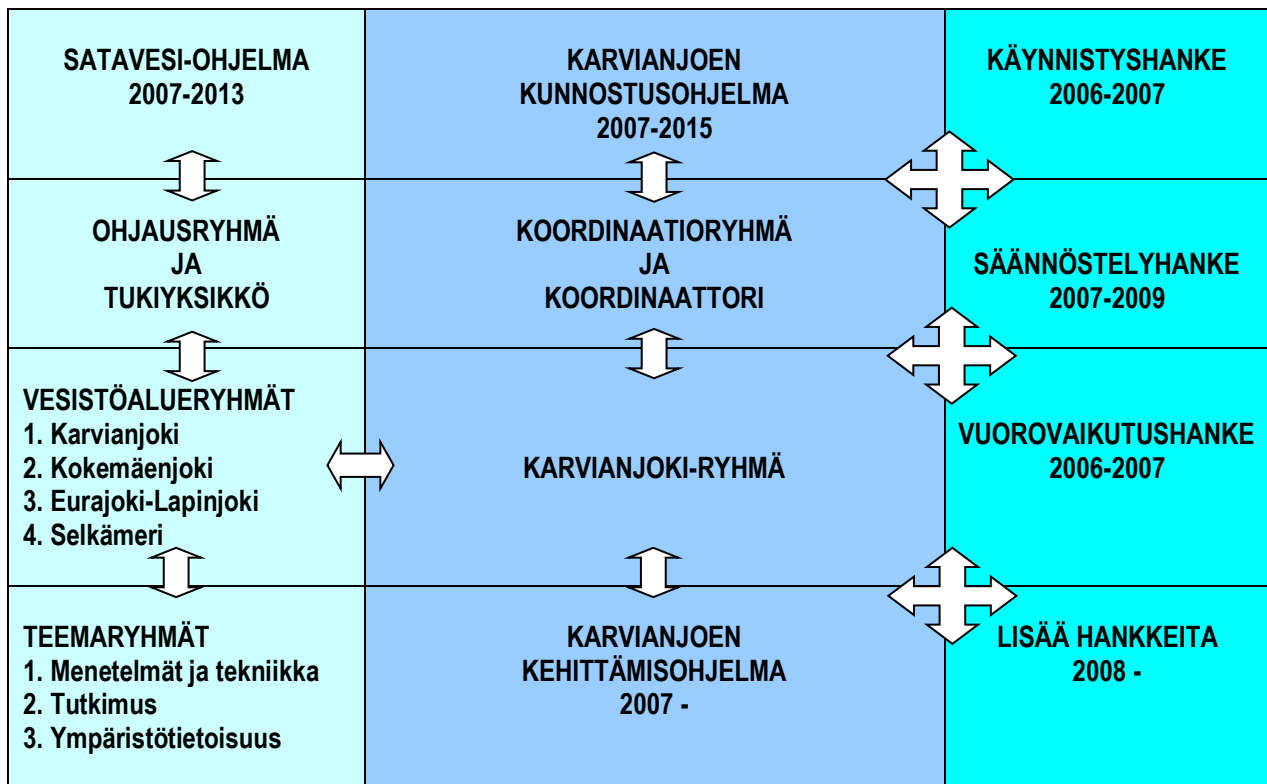 SATAVESI-OHJELMA
2007-2013
KARVIANJOEN
KUNNOSTUSOHJELMA
2007-2015
KÄYNNISTYSHANKE
2006-2007
OHJAUSRYHMÄ
JA
TUKIYKSIKKÖ
KOORDINAATIORYHMÄ
JA
KOORDINAATTORI
SÄÄNNÖSTELYHANKE
2007-2009
VESISTÖALUERYHMÄT
1. Karvianjoki
2. Kokemäenjoki
3. Eurajoki-Lapinjoki
4. Selkämeri
KARVIANJOKI-RYHMÄ
VUOROVAIKUTUSHANKE
2006-2007
TEEMARYHMÄT
1. Menetelmät ja tekniikka
2. Tutkimus
3. Ympäristötietoisuus
KARVIANJOEN
KEHITTÄMISOHJELMA
2007 -
LISÄÄ HANKKEITA
2008 -